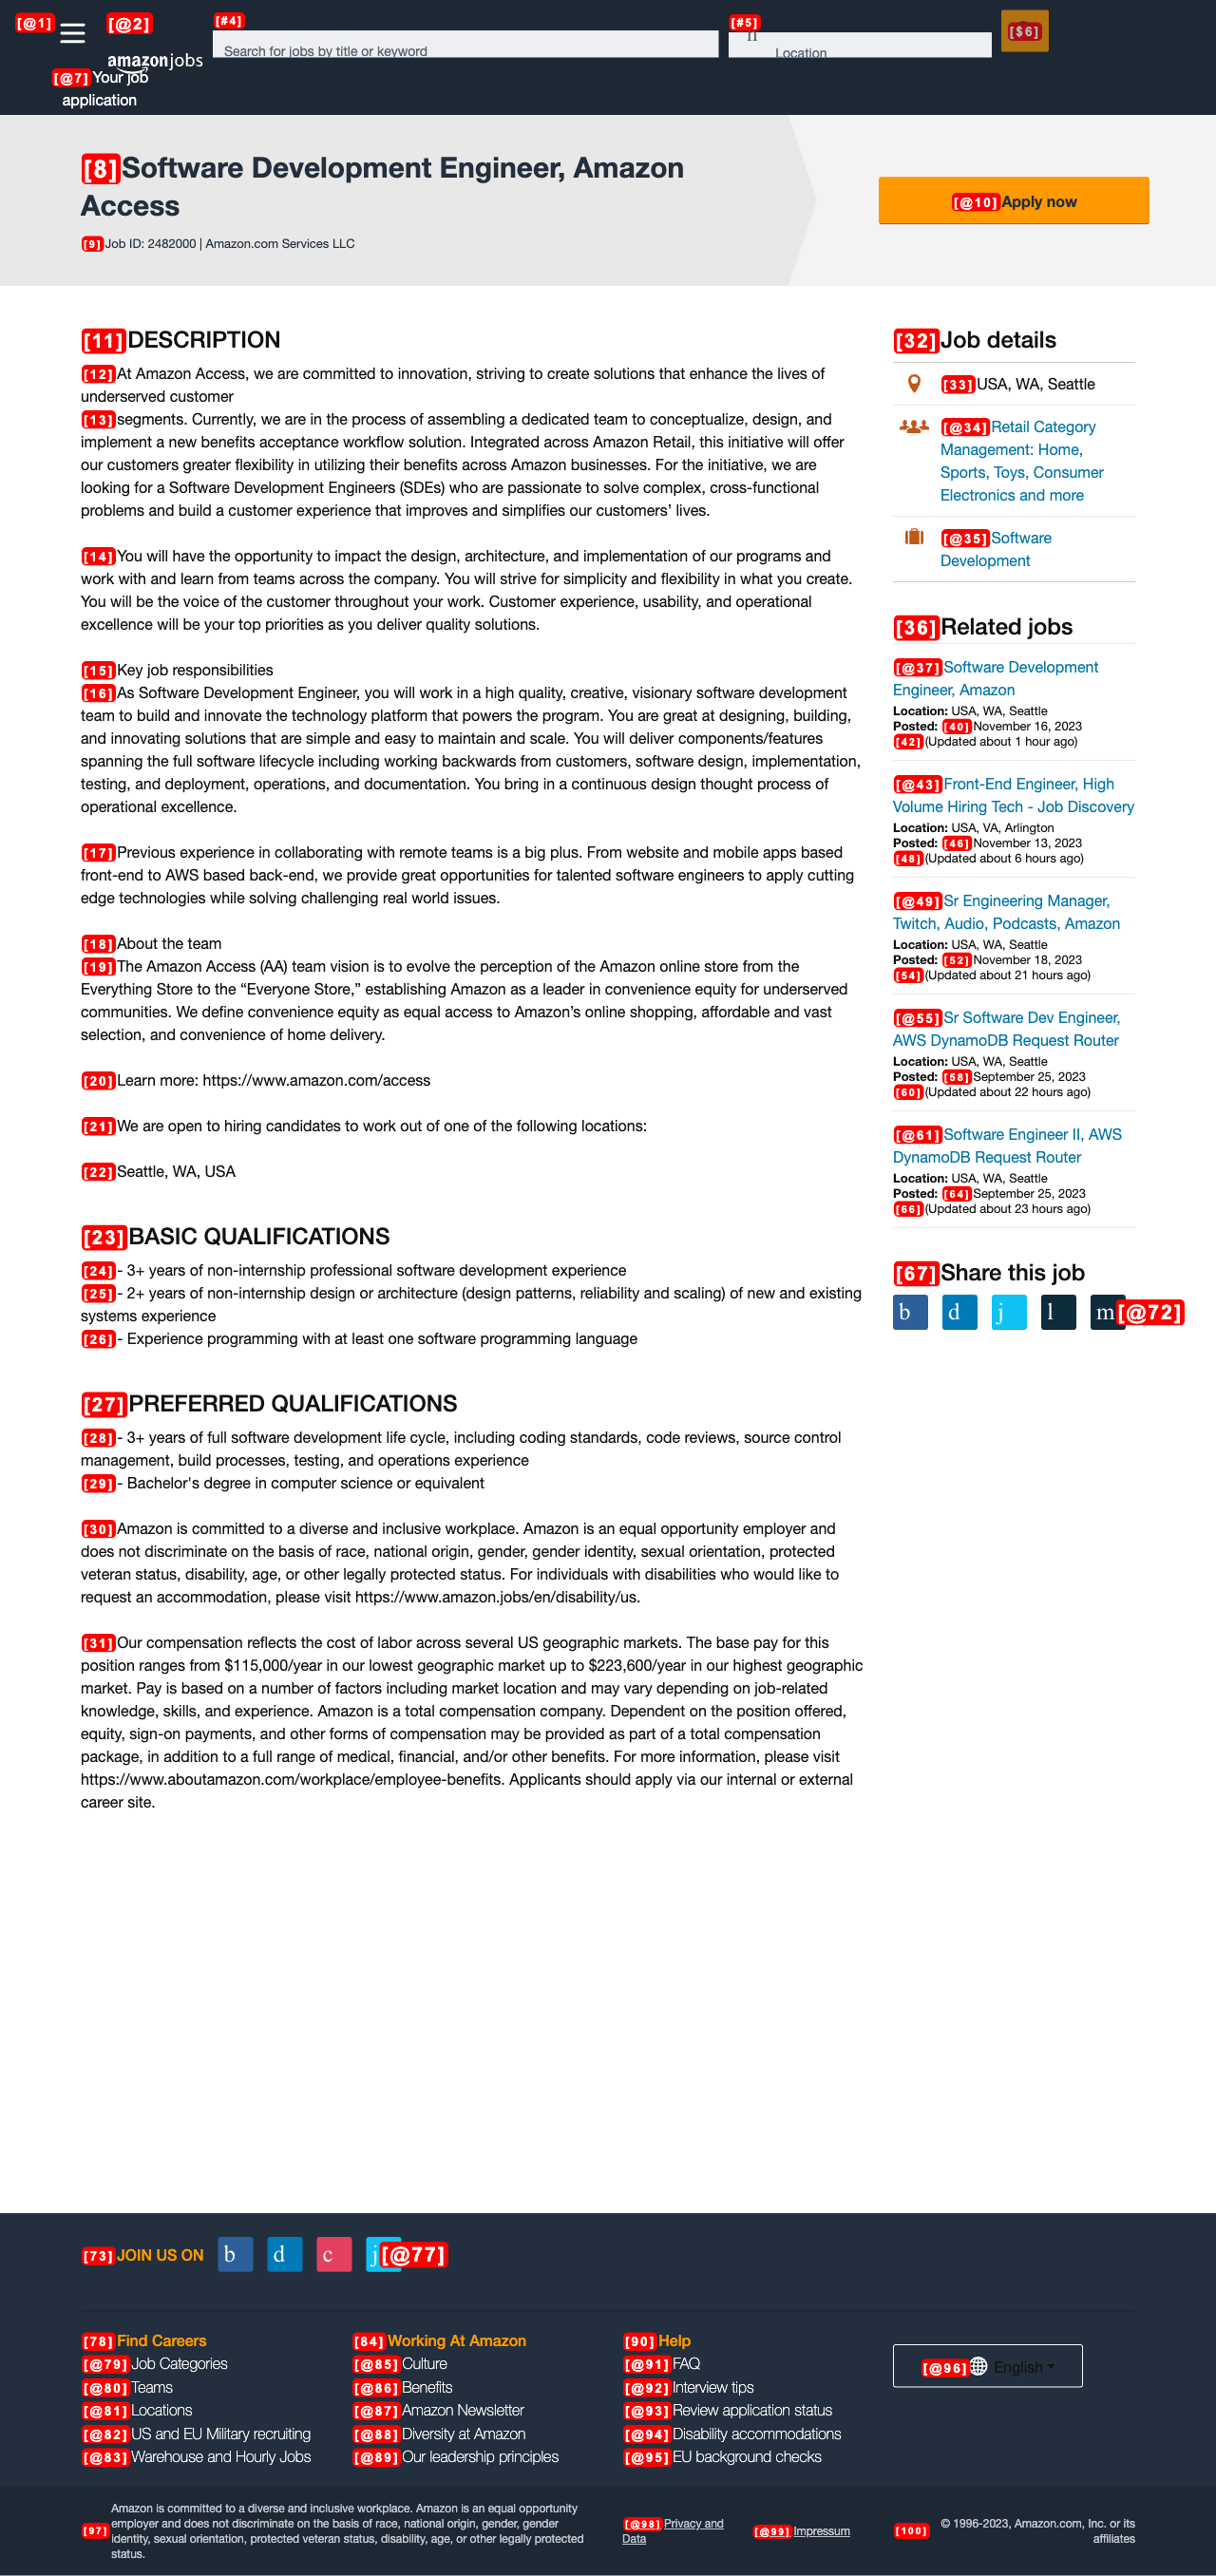 [@1] [@2] [#4] [#5] [$6]
Search for jobs by title or keyword
n Location
amazonjobs
[@7] Your job
application
[8]Software Development Engineer, Amazon
Access
[9]Job ID: 2482000 | Amazon.com Services LLC
[@10]Apply now
[11]DESCRIPTION
[12]At Amazon Access, we are committed to innovation, striving to create solutions that enhance the lives of
underserved customer
[13]segments. Currently, we are in the process of assembling a dedicated team to conceptualize, design, and
implement a new benefits acceptance workflow solution. Integrated across Amazon Retail, this initiative will offer
our customers greater flexibility in utilizing their benefits across Amazon businesses. For the initiative, we are
looking for a Software Development Engineers (SDEs) who are passionate to solve complex, cross-functional
problems and build a customer experience that improves and simplifies our customers’ lives.
[14]You will have the opportunity to impact the design, architecture, and implementation of our programs and
work with and learn from teams across the company. You will strive for simplicity and flexibility in what you create.
You will be the voice of the customer throughout your work. Customer experience, usability, and operational
excellence will be your top priorities as you deliver quality solutions.
[15]Key job responsibilities
[16]As Software Development Engineer, you will work in a high quality, creative, visionary software development
team to build and innovate the technology platform that powers the program. You are great at designing, building,
and innovating solutions that are simple and easy to maintain and scale. You will deliver components/features
spanning the full software lifecycle including working backwards from customers, software design, implementation,
testing, and deployment, operations, and documentation. You bring in a continuous design thought process of
operational excellence.
[17]Previous experience in collaborating with remote teams is a big plus. From website and mobile apps based
front-end to AWS based back-end, we provide great opportunities for talented software engineers to apply cutting
edge technologies while solving challenging real world issues.
[18]About the team
[19]The Amazon Access (AA) team vision is to evolve the perception of the Amazon online store from the
Everything Store to the “Everyone Store,” establishing Amazon as a leader in convenience equity for underserved
communities. We define convenience equity as equal access to Amazon’s online shopping, affordable and vast
selection, and convenience of home delivery.
[20]Learn more: https://www.amazon.com/access
[21]We are open to hiring candidates to work out of one of the following locations:
[22]Seattle, WA, USA
[23]BASIC QUALIFICATIONS
[24]- 3+ years of non-internship professional software development experience
[25]- 2+ years of non-internship design or architecture (design patterns, reliability and scaling) of new and existing
systems experience
[26]- Experience programming with at least one software programming language
[27]PREFERRED QUALIFICATIONS
[28]- 3+ years of full software development life cycle, including coding standards, code reviews, source control
management, build processes, testing, and operations experience
[29]- Bachelor's degree in computer science or equivalent
[30]Amazon is committed to a diverse and inclusive workplace. Amazon is an equal opportunity employer and
does not discriminate on the basis of race, national origin, gender, gender identity, sexual orientation, protected
veteran status, disability, age, or other legally protected status. For individuals with disabilities who would like to
request an accommodation, please visit https://www.amazon.jobs/en/disability/us.
[31]Our compensation reflects the cost of labor across several US geographic markets. The base pay for this
position ranges from $115,000/year in our lowest geographic market up to $223,600/year in our highest geographic
market. Pay is based on a number of factors including market location and may vary depending on job-related
knowledge, skills, and experience. Amazon is a total compensation company. Dependent on the position offered,
equity, sign-on payments, and other forms of compensation may be provided as part of a total compensation
package, in addition to a full range of medical, financial, and/or other benefits. For more information, please visit
https://www.aboutamazon.com/workplace/employee-benefits. Applicants should apply via our internal or external
career site.
[32]Job details
[33]USA, WA, Seattle
[@34]Retail Category
Management: Home,
Sports, Toys, Consumer
Electronics and more
[@35]Software
Development
[36]Related jobs
[@37]Software Development
Engineer, Amazon
Location: USA, WA, Seattle
Posted: [40]November 16, 2023
[42](Updated about 1 hour ago)
[@43]Front-End Engineer, High
Volume Hiring Tech - Job Discovery
Location: USA, VA, Arlington
Posted: [46]November 13, 2023
[48](Updated about 6 hours ago)
[@49]Sr Engineering Manager,
Twitch, Audio, Podcasts, Amazon
Location: USA, WA, Seattle
Posted: [52]November 18, 2023
[54](Updated about 21 hours ago)
[@55]Sr Software Dev Engineer,
AWS DynamoDB Request Router
Location: USA, WA, Seattle
Posted: [58]September 25, 2023
[60](Updated about 22 hours ago)
[@61]Software Engineer II, AWS
DynamoDB Request Router
Location: USA, WA, Seattle
Posted: [64]September 25, 2023
[66](Updated about 23 hours ago)
[67]Share this job
b d j l m [@72]
[73]JOIN US ON b d c j [@77]
[78]Find Careers
[@79]Job Categories
[@80]Teams
[@81]Locations
[@82]US and EU Military recruiting
[@83]Warehouse and Hourly Jobs
[84]Working At Amazon
[@85]Culture
[@86]Benefits
[@87]Amazon Newsletter
[@88]Diversity at Amazon
[@89]Our leadership principles
[90]Help
[@91]FAQ
[@92]Interview tips
[@93]Review application status
[@94]Disability accommodations
[@95]EU background checks
[@96] English
[97] Amazon is committed to a diverse and inclusive workplace. Amazon is an equal opportunity
employer and does not discriminate on the basis of race, national origin, gender, gender
identity, sexual orientation, protected veteran status, disability, age, or other legally protected
status.
[@98]Privacy and
Data
[@99]Impressum
[100] © 1996-2023, Amazon.com, Inc. or its
affiliates